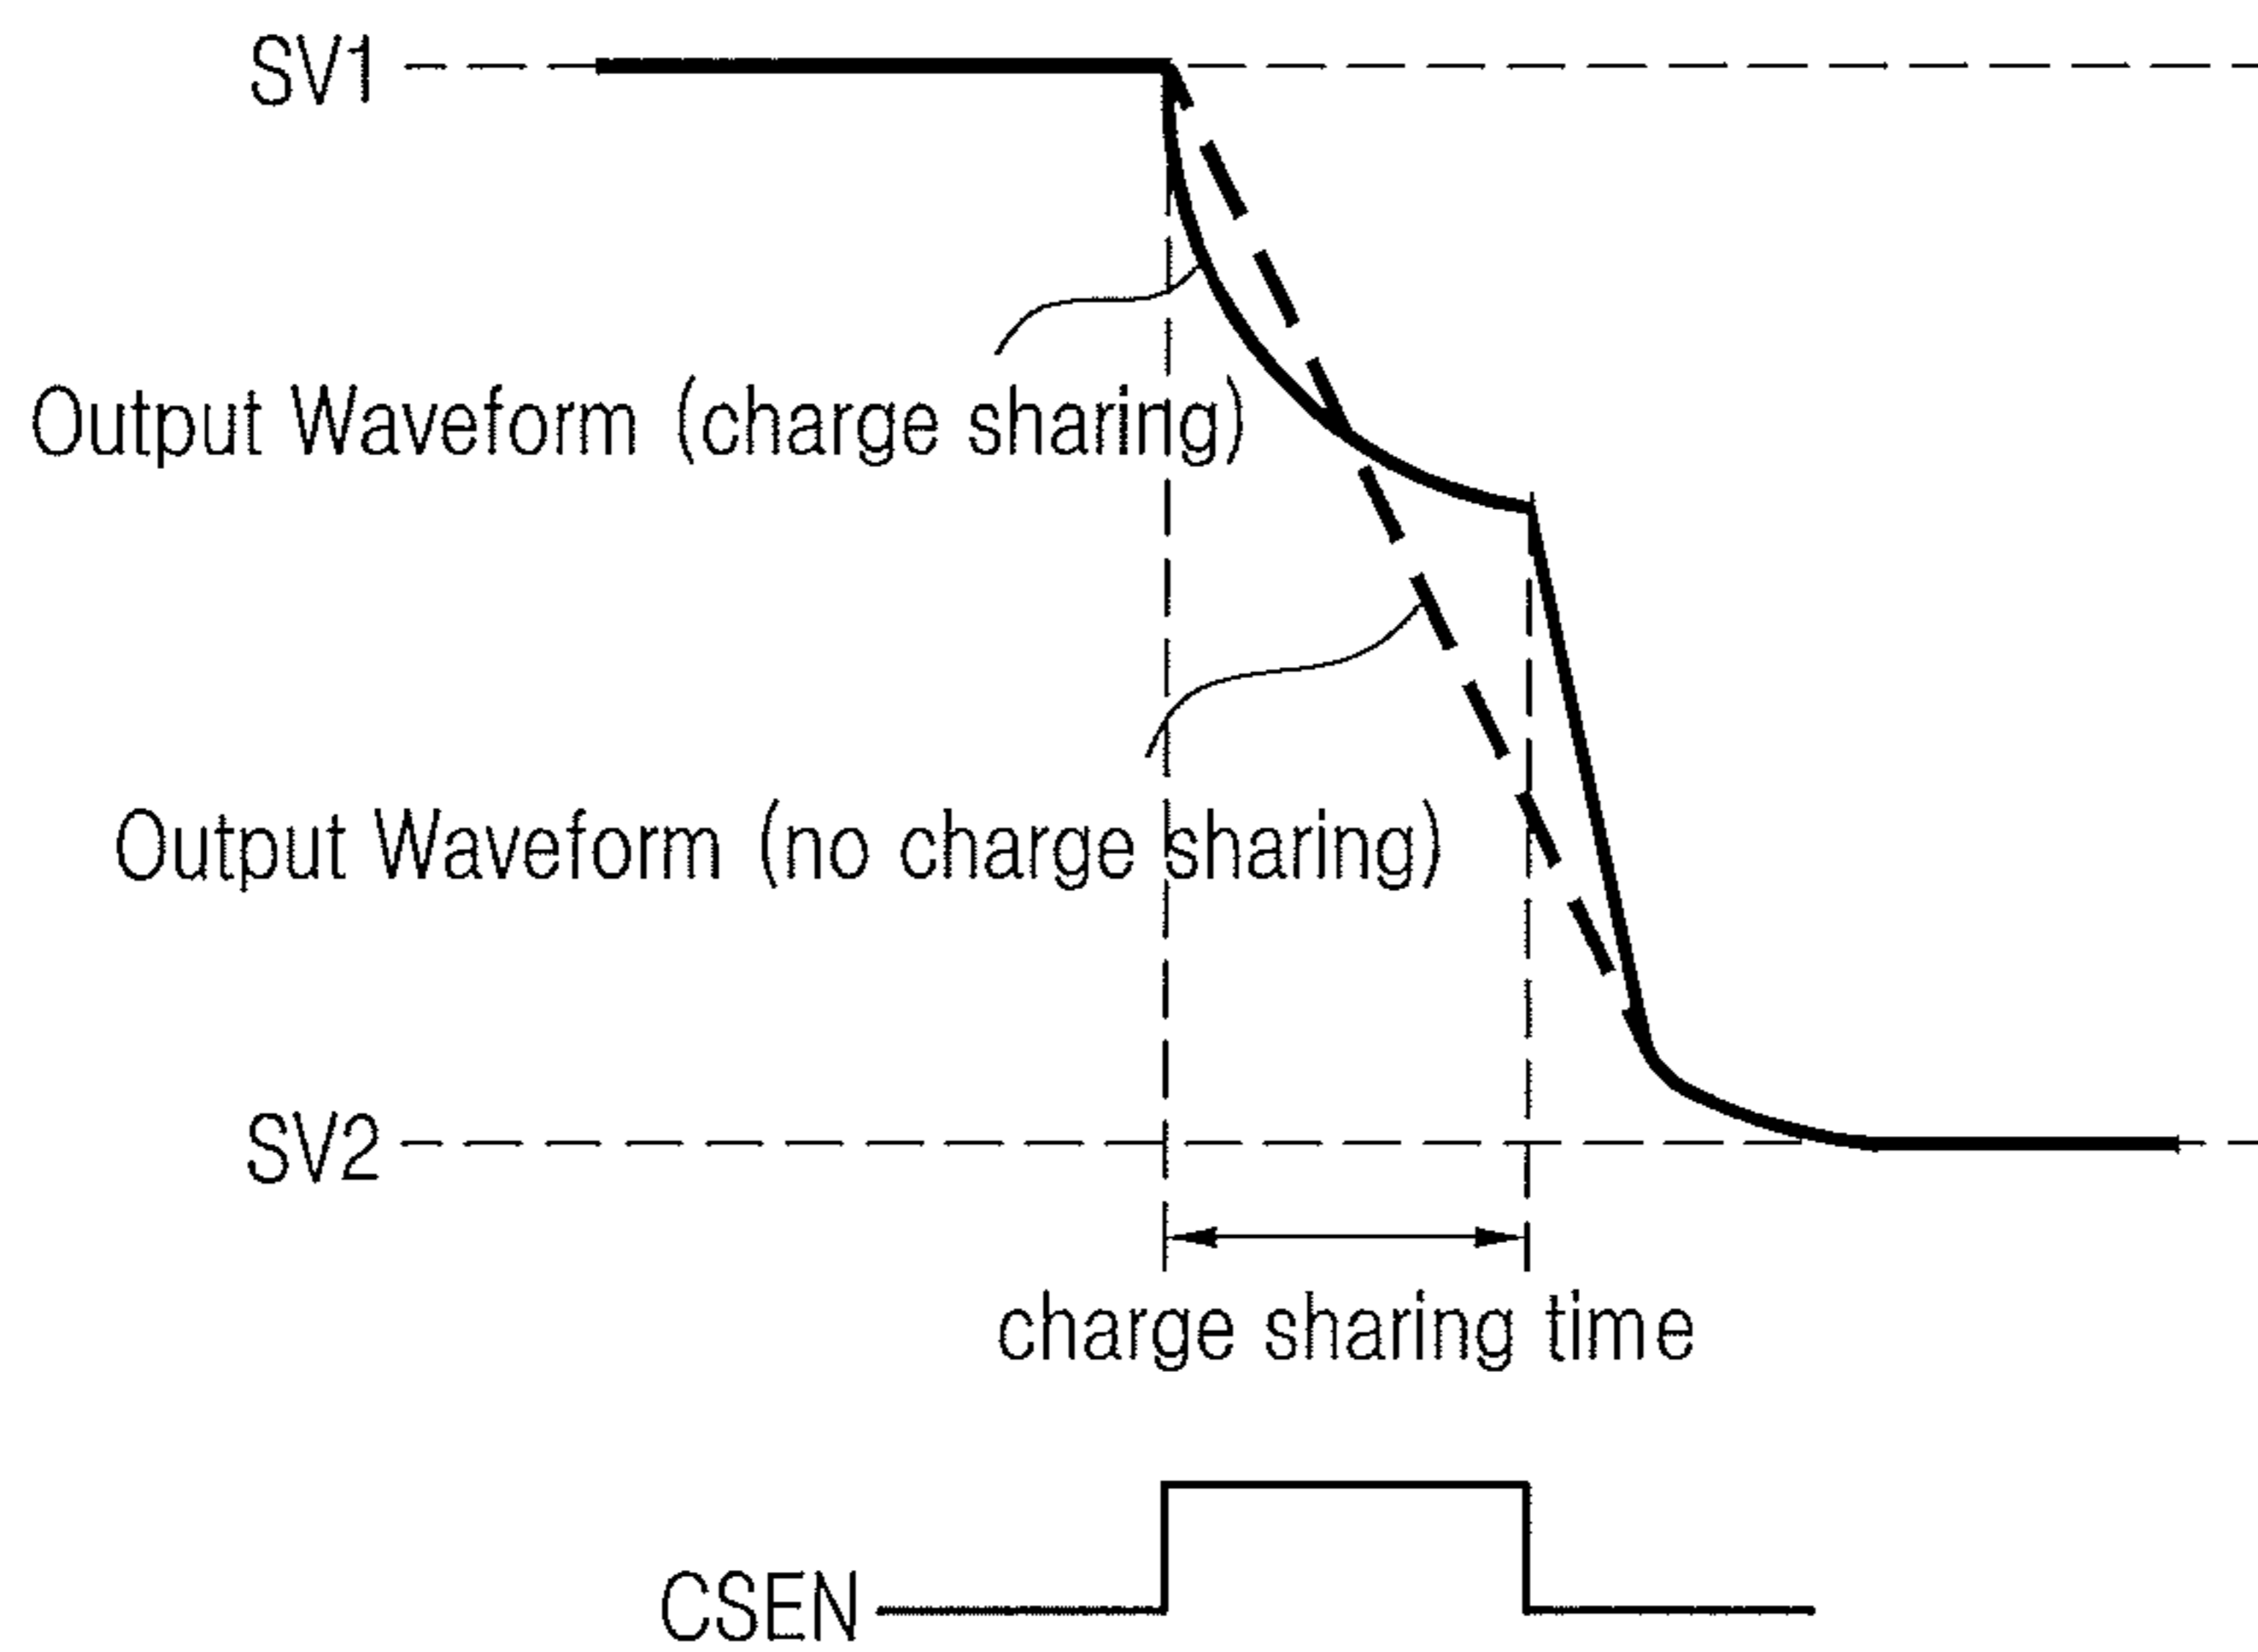 SV1
Output Waveform (charge sharing)
Output Waveform (no charge sharing)
SV2
charge sharing time
CSEN